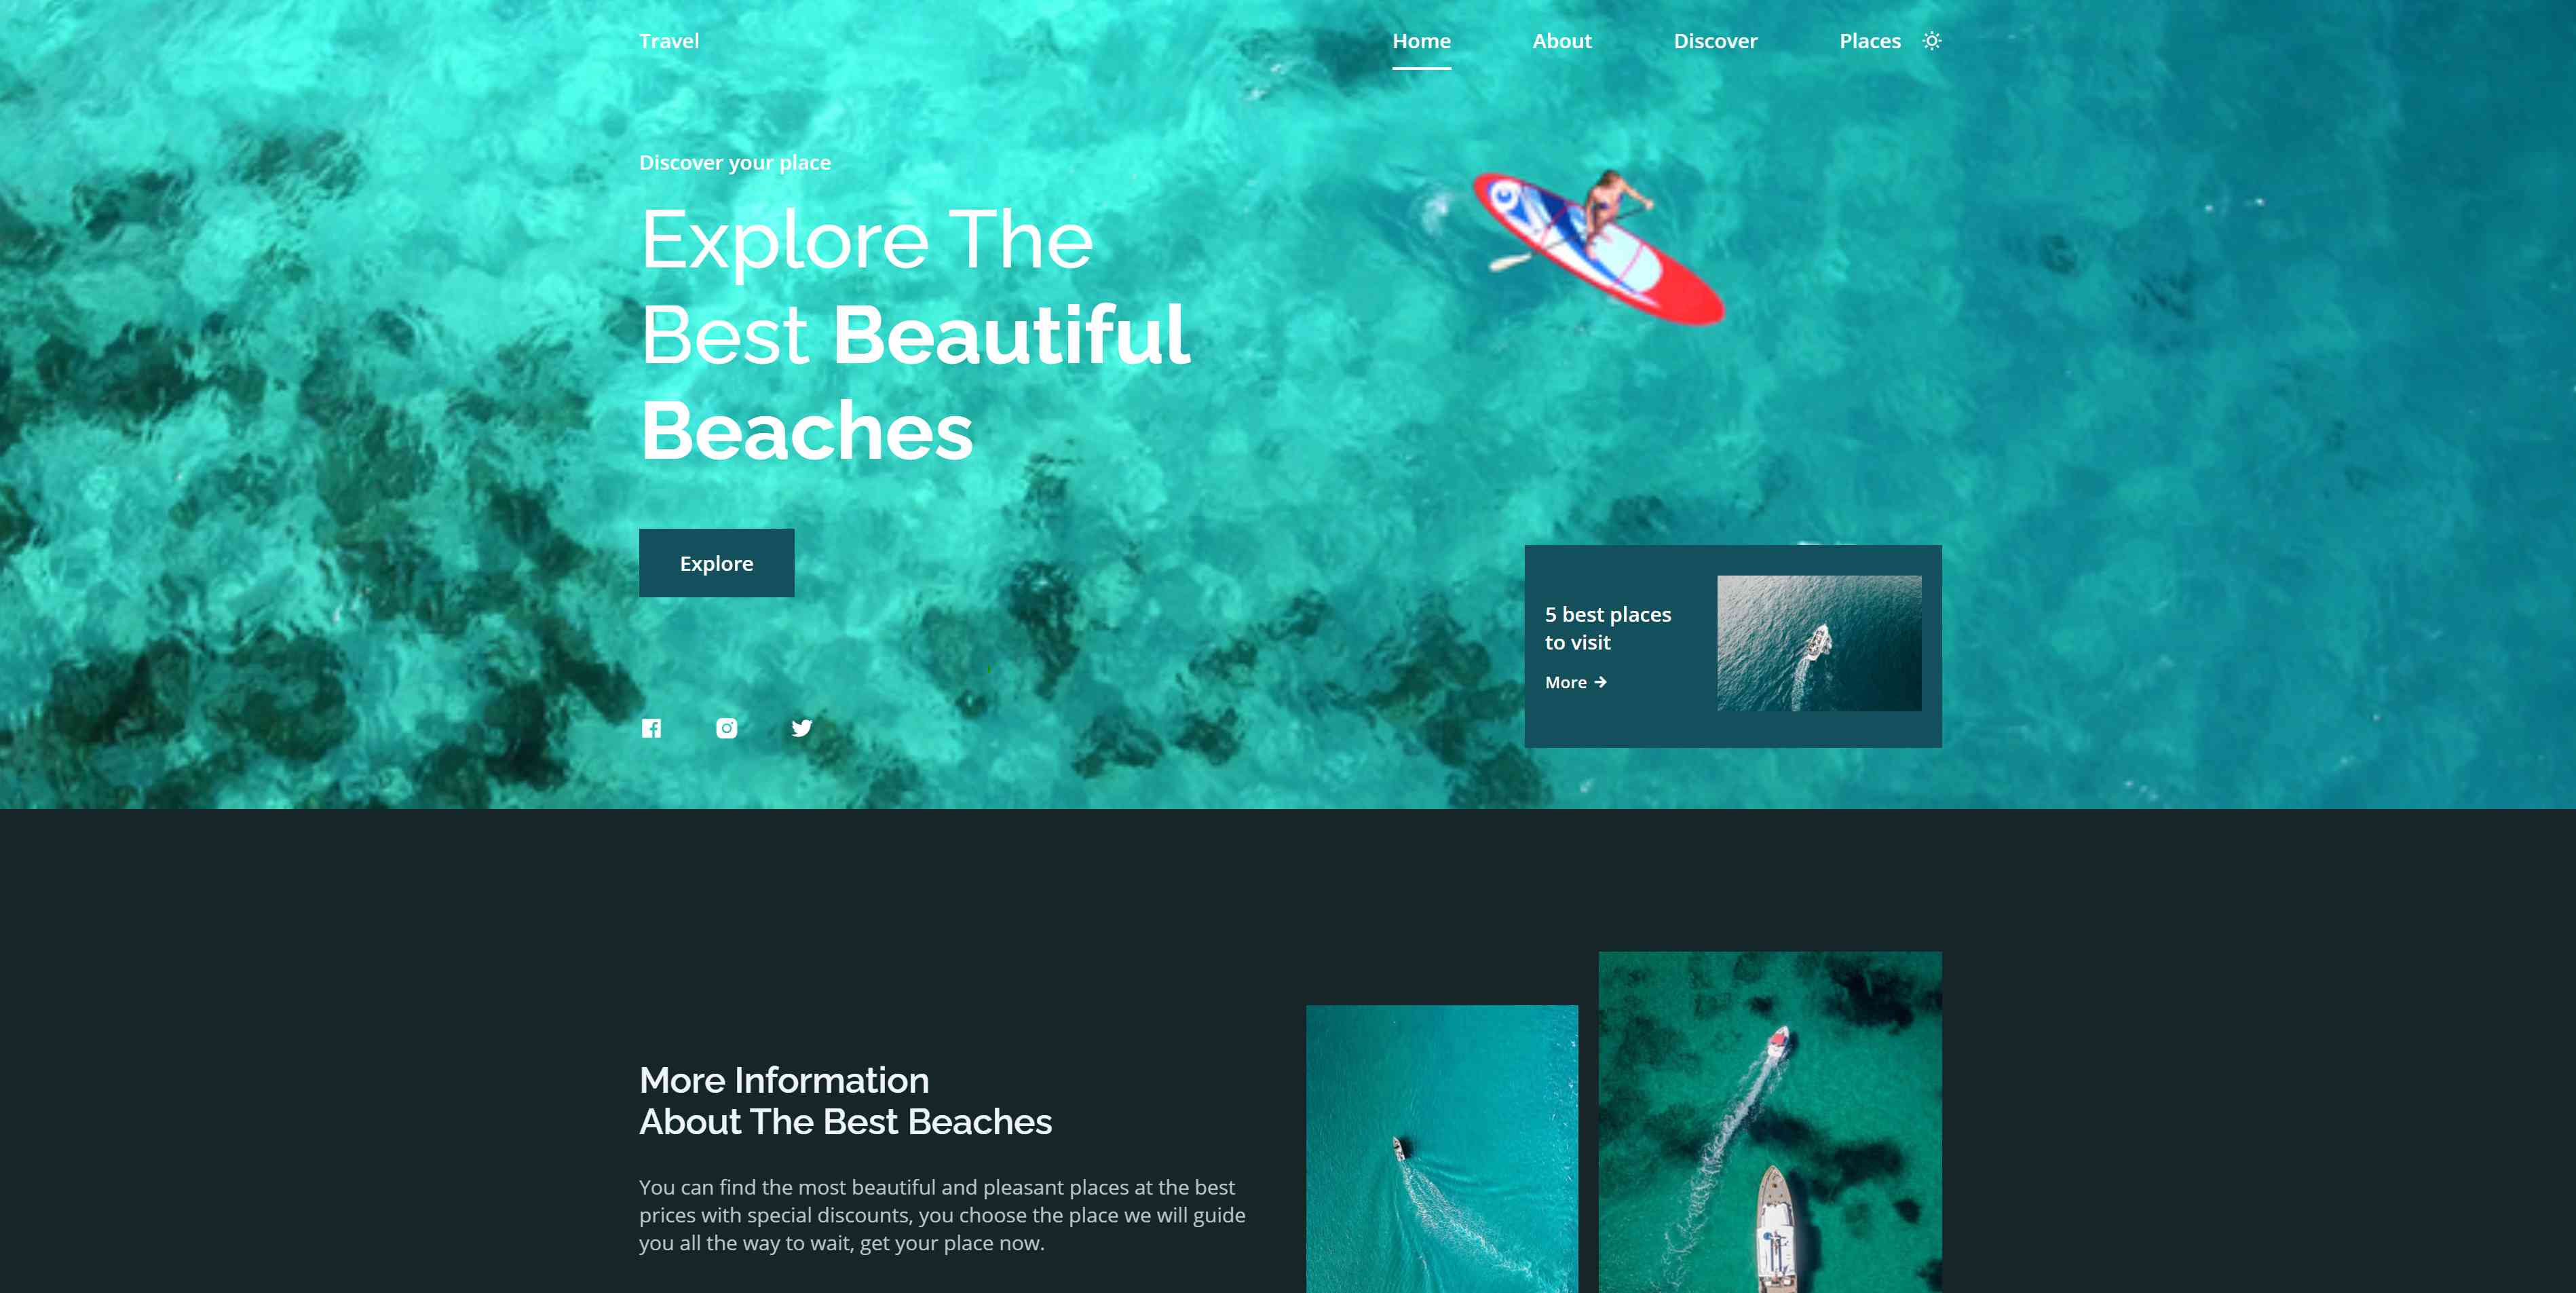 Travel
Home
About
Discover
Places
Discover your place
Explore The
Best Beautiful
Beaches
Explore
5 best places
to visit
More
More Information
About The Best Beaches
You can find the most beautiful and pleasant places at the best
prices with special discounts, you choose the place we will guide
you all the way to wait, get your place now.